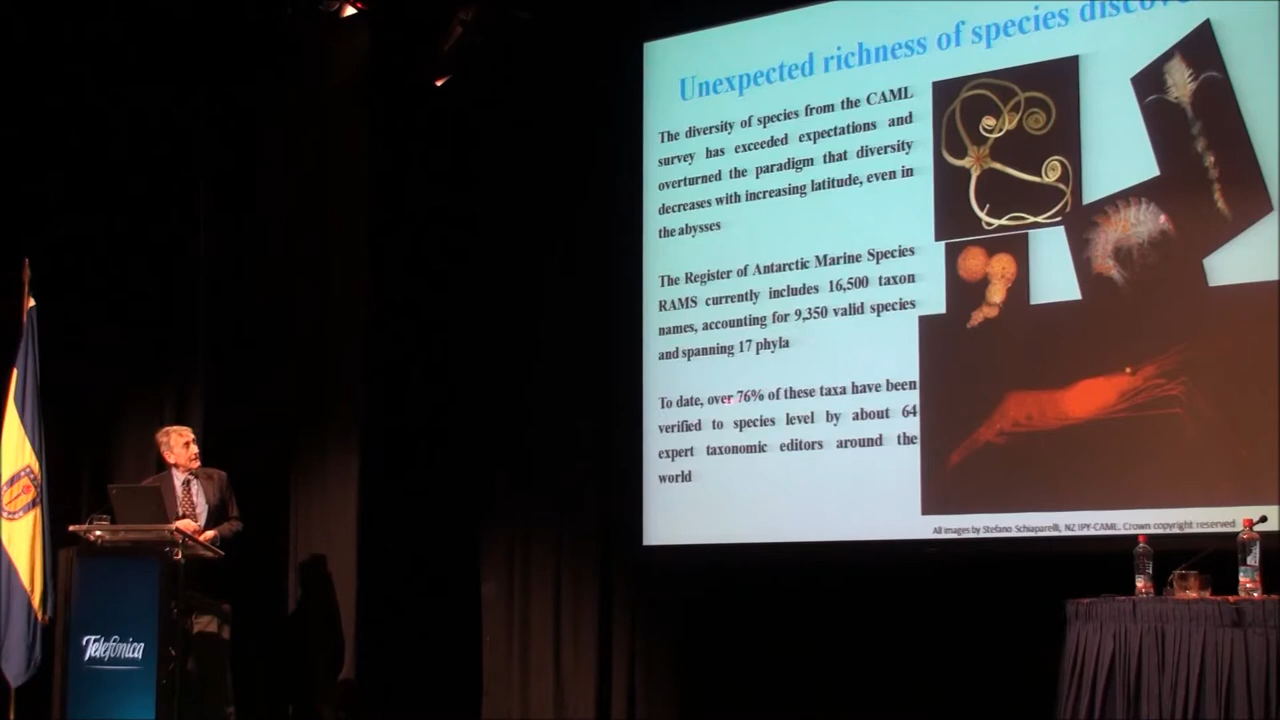 Unexpected richness of species
The diversity of species from the CAML
survey has exceeded expectations and
overturned the paradigm that diversity
decreases with increasing latitude, even in
the abysses
The Register of Antarctic Marine Species
RAMS currently includes 16,500 taxon
names, accounting for 9,350 valid species
and spanning 17 phyla
To date, over 76% of these taxa have been
verified to species level by about 64
expert taxonomic editors around the
world
All images by Stefano Schiaparelli, NZ IPY-CAML. Crown copyright reserved
Telefónica